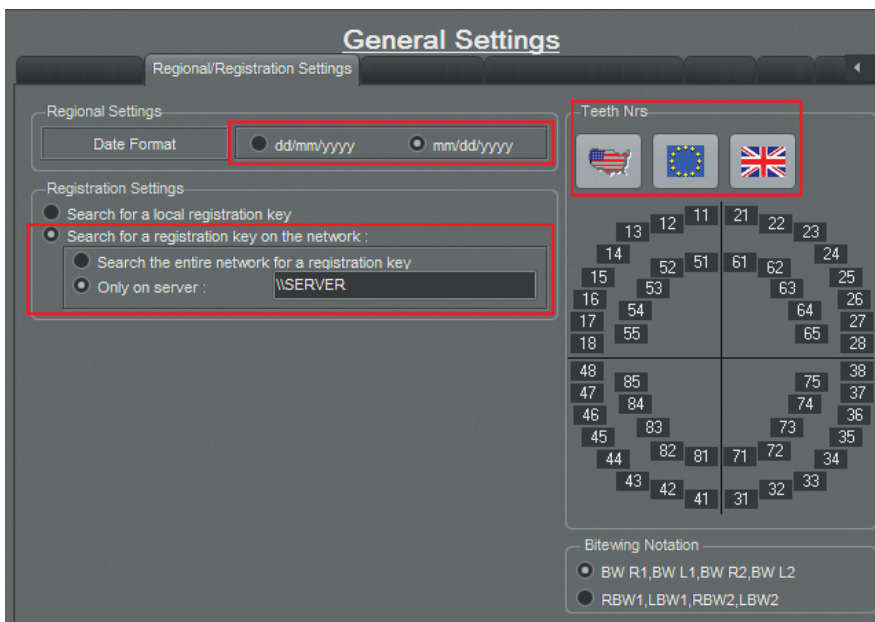 General Settings
Regional/Registration Settings
Regional Settings
Date Format
dd/mm/yyyy
mm/dd/yyyy
Registration Settings
Search for a local registration key
Search for a registration key on the network :
Search the entire network for a registration key
Only on server :
\\SERVER
Teeth Nrs
13 12 11 21 22 23
14 52 51 61 62 24
15 53 63 25
16 54 64 26
17 55 65 27
18 28
48 38
47 85 75 37
46 84 74 36
45 83 73 35
44 82 81 71 72 34
43 42 41 31 32 33
Bitewing Notation
BW R1,BW L1,BW R2,BW L2
RBW1,LBW1,RBW2,LBW2